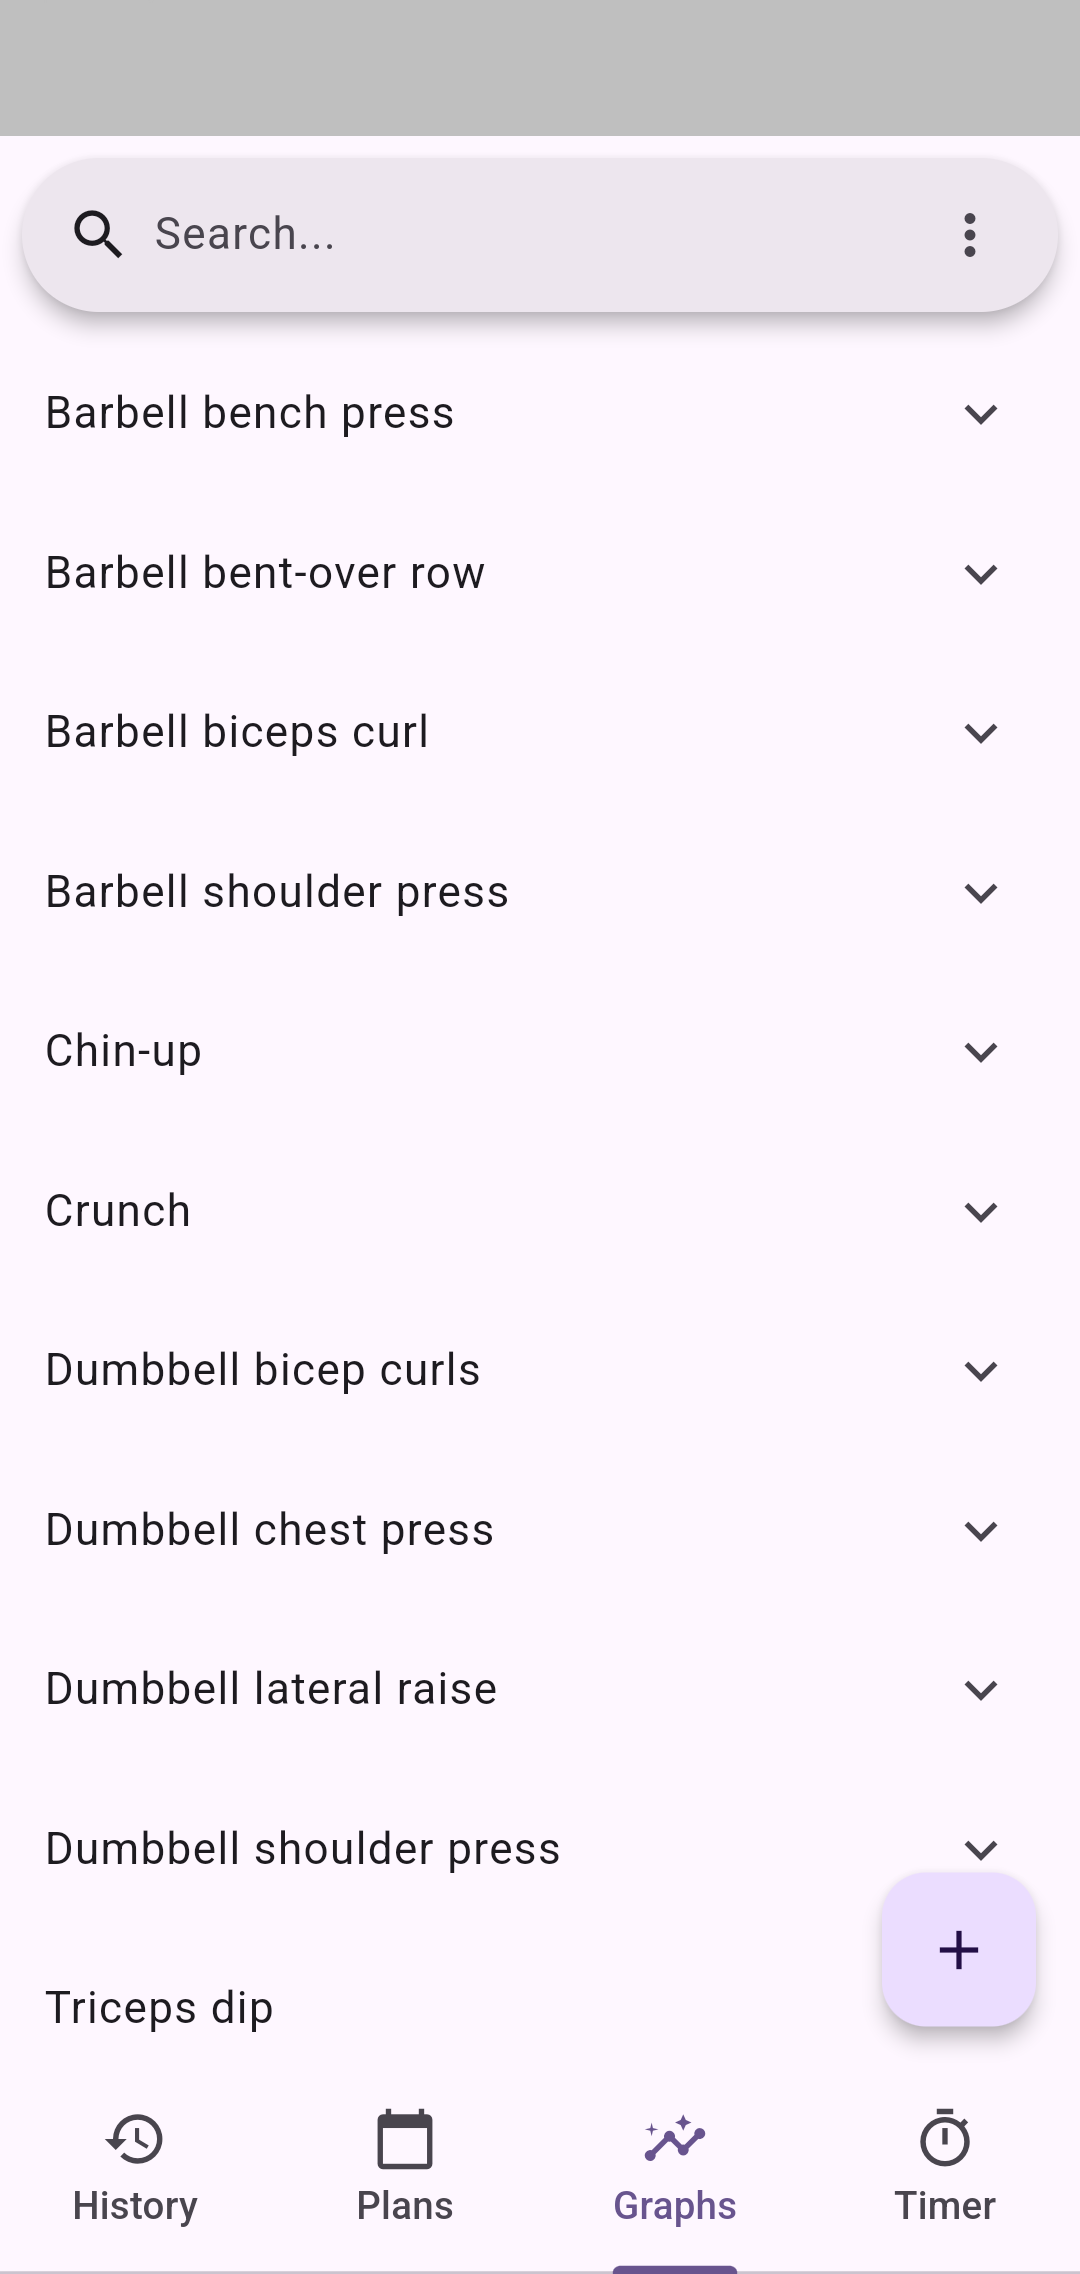 Search...
Barbell bench press
Barbell bent-over row
Barbell biceps curl
Barbell shoulder press
Chin-up
Crunch
Dumbbell bicep curls
Dumbbell chest press
Dumbbell lateral raise
Dumbbell shoulder press
Triceps dip
History
Plans
Graphs
Timer